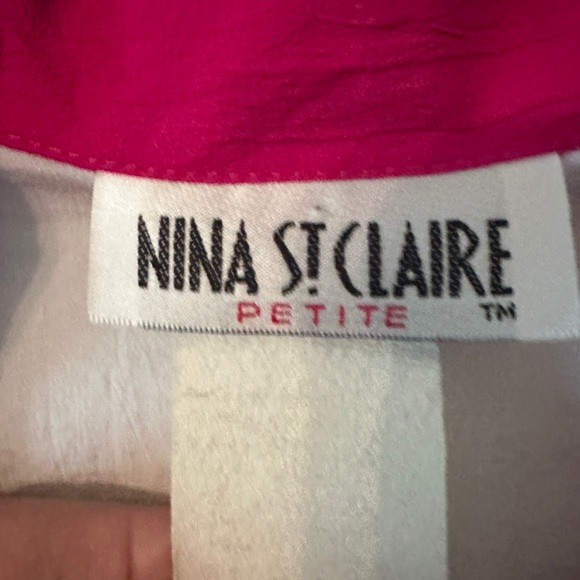 NINA ST CLAIRE
PETITE ™